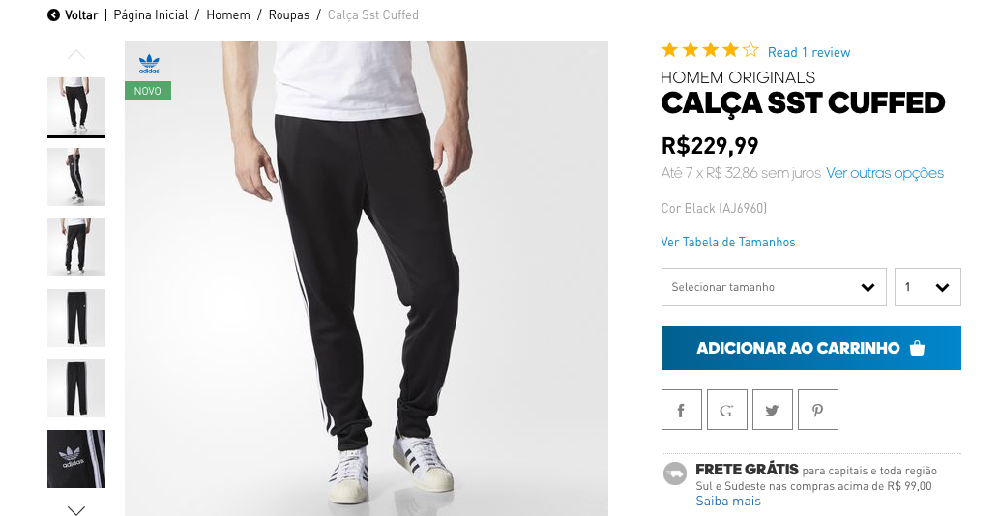 Voltar | Página Inicial / Homem / Roupas / Calça Sst Cuffed
adidas
NOVO
adidas
Read 1 review
HOMEM ORIGINALS
CALÇA SST CUFFED
R$229,99
Até 7 x R$ 32,86 sem juros Ver outras opções
Cor Black (AJ6960)
Ver Tabela de Tamanhos
Selecionar tamanho
1
ADICIONAR AO CARRINHO
FRETE GRÁTIS para capitais e toda região
Sul e Sudeste nas compras acima de R$ 99,00
Saiba mais